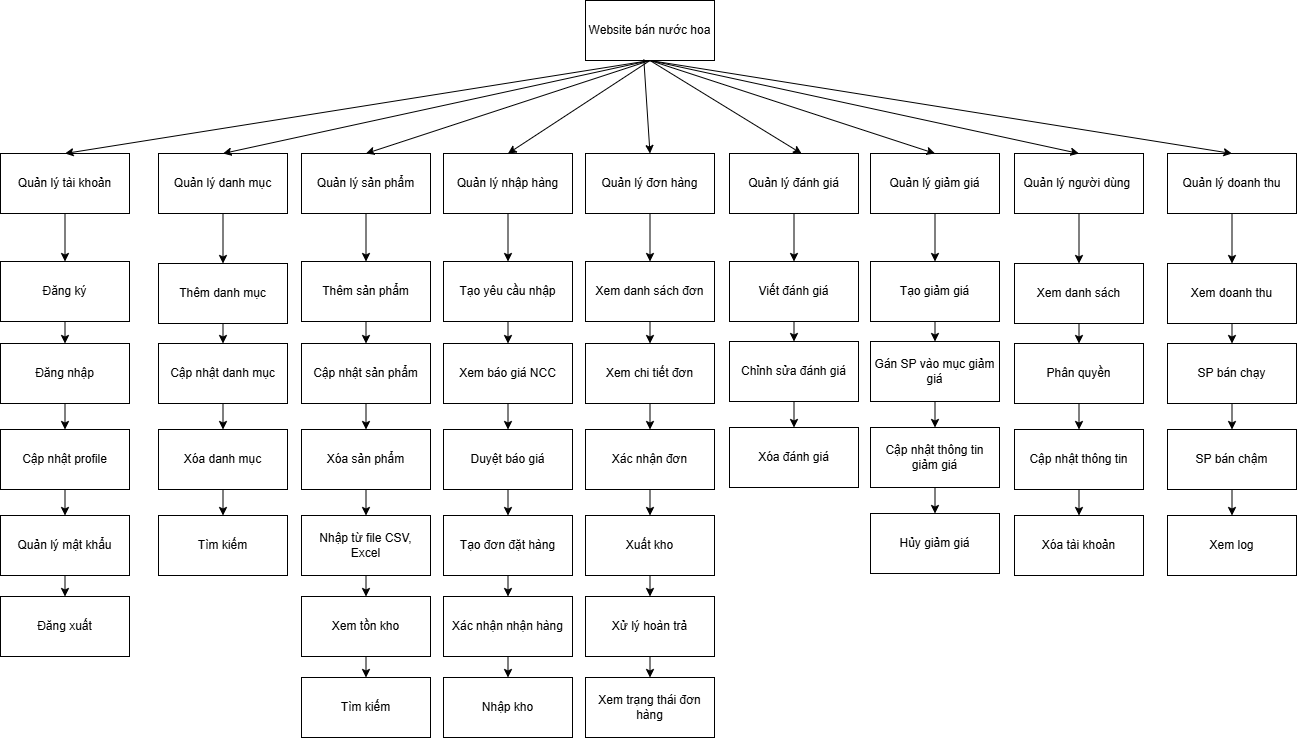 Website bán nước hoa
Quản lý tài khoản
Quản lý danh mục
Quản lý sản phẩm
Quản lý nhập hàng
Quản lý đơn hàng
Quản lý đánh giá
Quản lý giảm giá
Quản lý người dùng
Quản lý doanh thu
Đăng ký
Đăng nhập
Cập nhật profile
Quản lý mật khẩu
Đăng xuất
Thêm danh mục
Cập nhật danh mục
Xóa danh mục
Tìm kiếm
Thêm sản phẩm
Cập nhật sản phẩm
Xóa sản phẩm
Nhập từ file CSV,
Excel
Xem tồn kho
Tìm kiếm
Tạo yêu cầu nhập
Xem báo giá NCC
Duyệt báo giá
Tạo đơn đặt hàng
Xác nhận nhận hàng
Nhập kho
Xem danh sách đơn
Xem chi tiết đơn
Xác nhận đơn
Xuất kho
Xử lý hoàn trả
Xem trạng thái đơn
hàng
Viết đánh giá
Chỉnh sửa đánh giá
Xóa đánh giá
Tạo giảm giá
Gán SP vào mục giảm
giá
Cập nhật thông tin
giảm giá
Hủy giảm giá
Xem danh sách
Phân quyền
Cập nhật thông tin
Xóa tài khoản
Xem doanh thu
SP bán chạy
SP bán chậm
Xem log